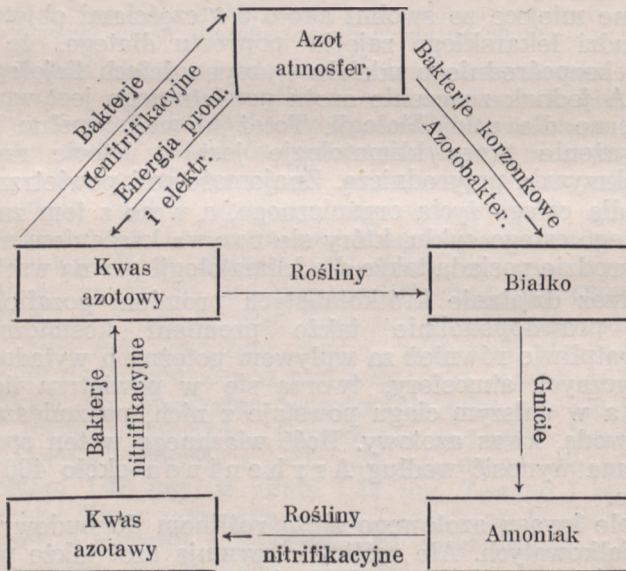 Azot
atmosfer.
Bakterje
denitrifikacyjne
Energia prom.
i elektr.
Bakterje korzonkowe
Azotobakter.
Kwas
azotowy
Rośliny
Białko
Bakterje
nitrifikacyjne
Gnicie
Kwas
azotawy
Rośliny
nitrifikacyjne
Amoniak